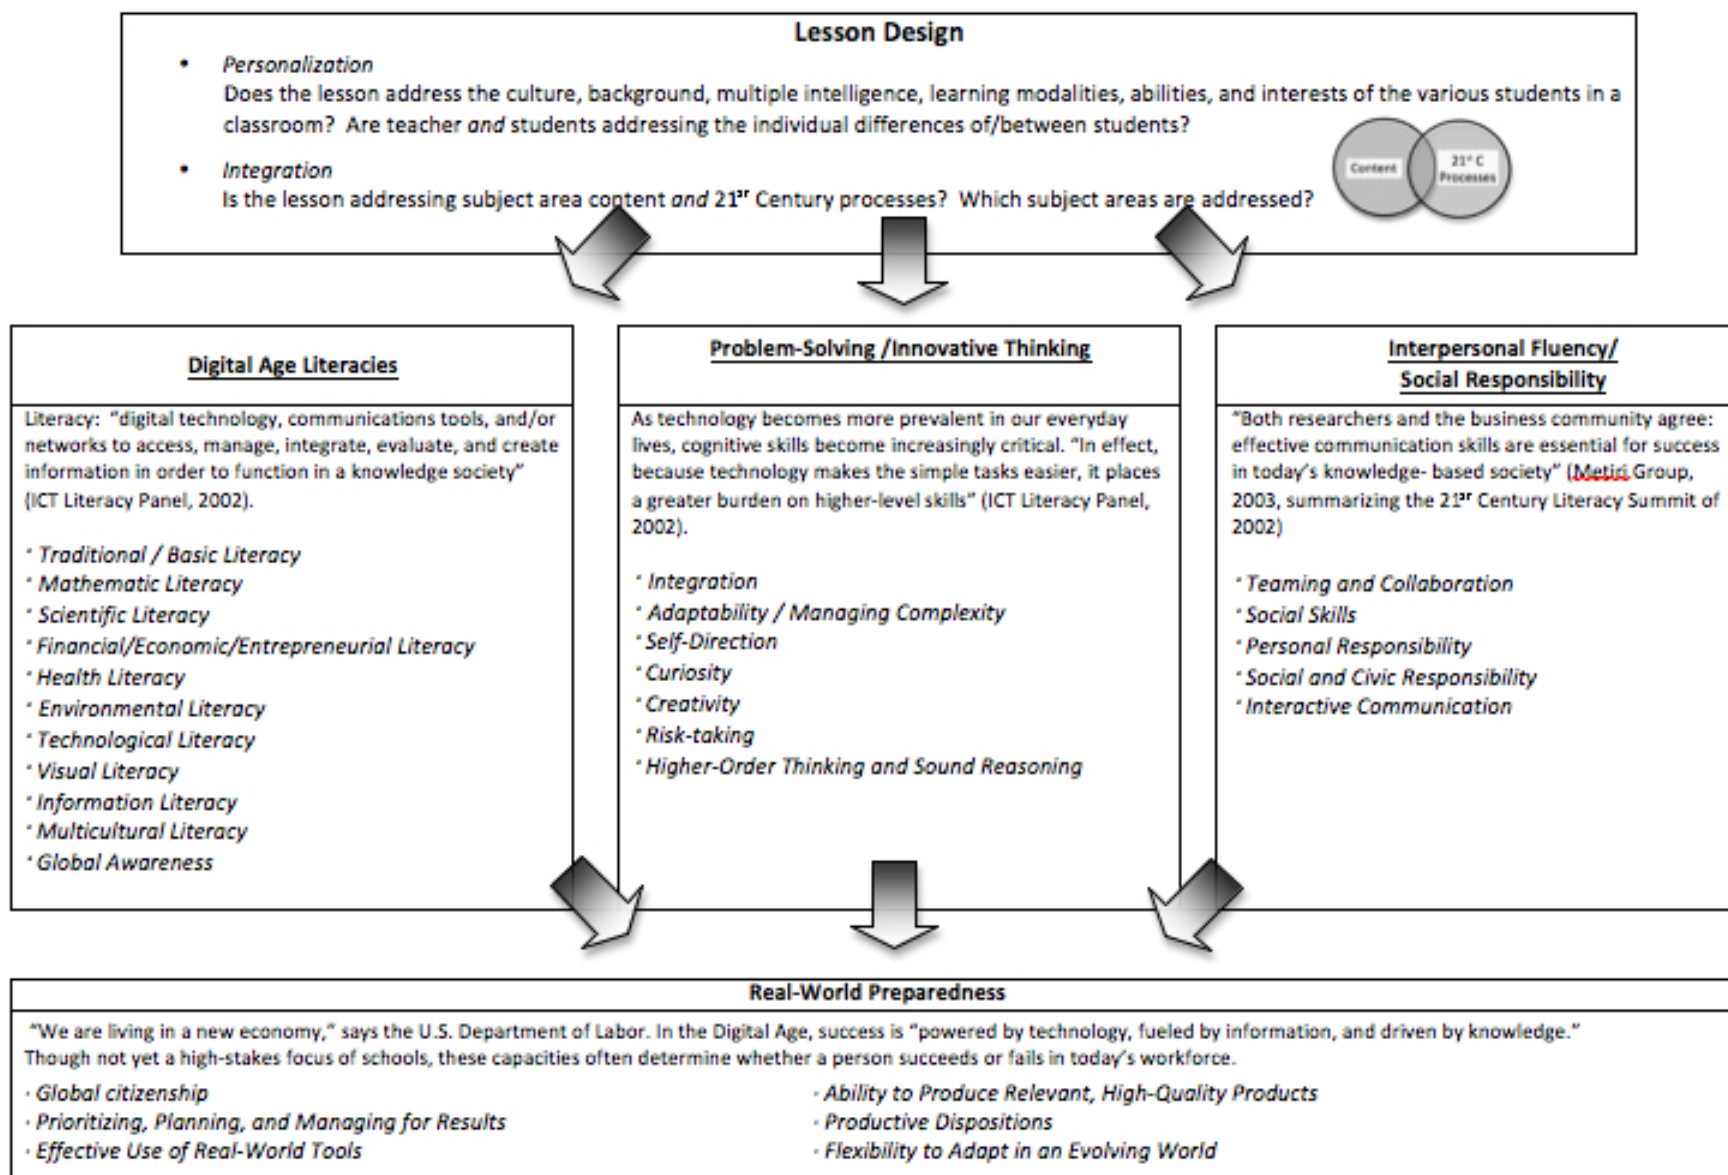 Lesson Design
• Personalization
Does the lesson address the culture, background, multiple intelligence, learning modalities, abilities, and interests of the various students in a
classroom? Are teacher and students addressing the individual differences of/between students?
• Integration
Is the lesson addressing subject area content and 21st Century processes? Which subject areas are addressed?
Content
21st C
Processes
Digital Age Literacies
Literacy: "digital technology, communications tools, and/or
networks to access, manage, integrate, evaluate, and create
information in order to function in a knowledge society"
(ICT Literacy Panel, 2002).
• Traditional / Basic Literacy
• Mathematic Literacy
• Scientific Literacy
• Financial/Economic/Entrepreneurial Literacy
• Health Literacy
• Environmental Literacy
• Technological Literacy
• Visual Literacy
• Information Literacy
• Multicultural Literacy
• Global Awareness
Problem-Solving /Innovative Thinking
As technology becomes more prevalent in our everyday
lives, cognitive skills become increasingly critical. "In effect,
because technology makes the simple tasks easier, it places
a greater burden on higher-level skills" (ICT Literacy Panel,
2002).
• Integration
• Adaptability / Managing Complexity
• Self-Direction
• Curiosity
• Creativity
• Risk-taking
• Higher-Order Thinking and Sound Reasoning
Interpersonal Fluency/
Social Responsibility
"Both researchers and the business community agree:
effective communication skills are essential for success
in today's knowledge- based society" (Metiri Group,
2003, summarizing the 21st Century Literacy Summit of
2002)
• Teaming and Collaboration
• Social Skills
• Personal Responsibility
• Social and Civic Responsibility
• Interactive Communication
Real-World Preparedness
"We are living in a new economy," says the U.S. Department of Labor. In the Digital Age, success is "powered by technology, fueled by information, and driven by knowledge."
Though not yet a high-stakes focus of schools, these capacities often determine whether a person succeeds or fails in today's workforce.
· Global citizenship
· Prioritizing, Planning, and Managing for Results
· Effective Use of Real-World Tools
· Ability to Produce Relevant, High-Quality Products
· Productive Dispositions
· Flexibility to Adapt in an Evolving World